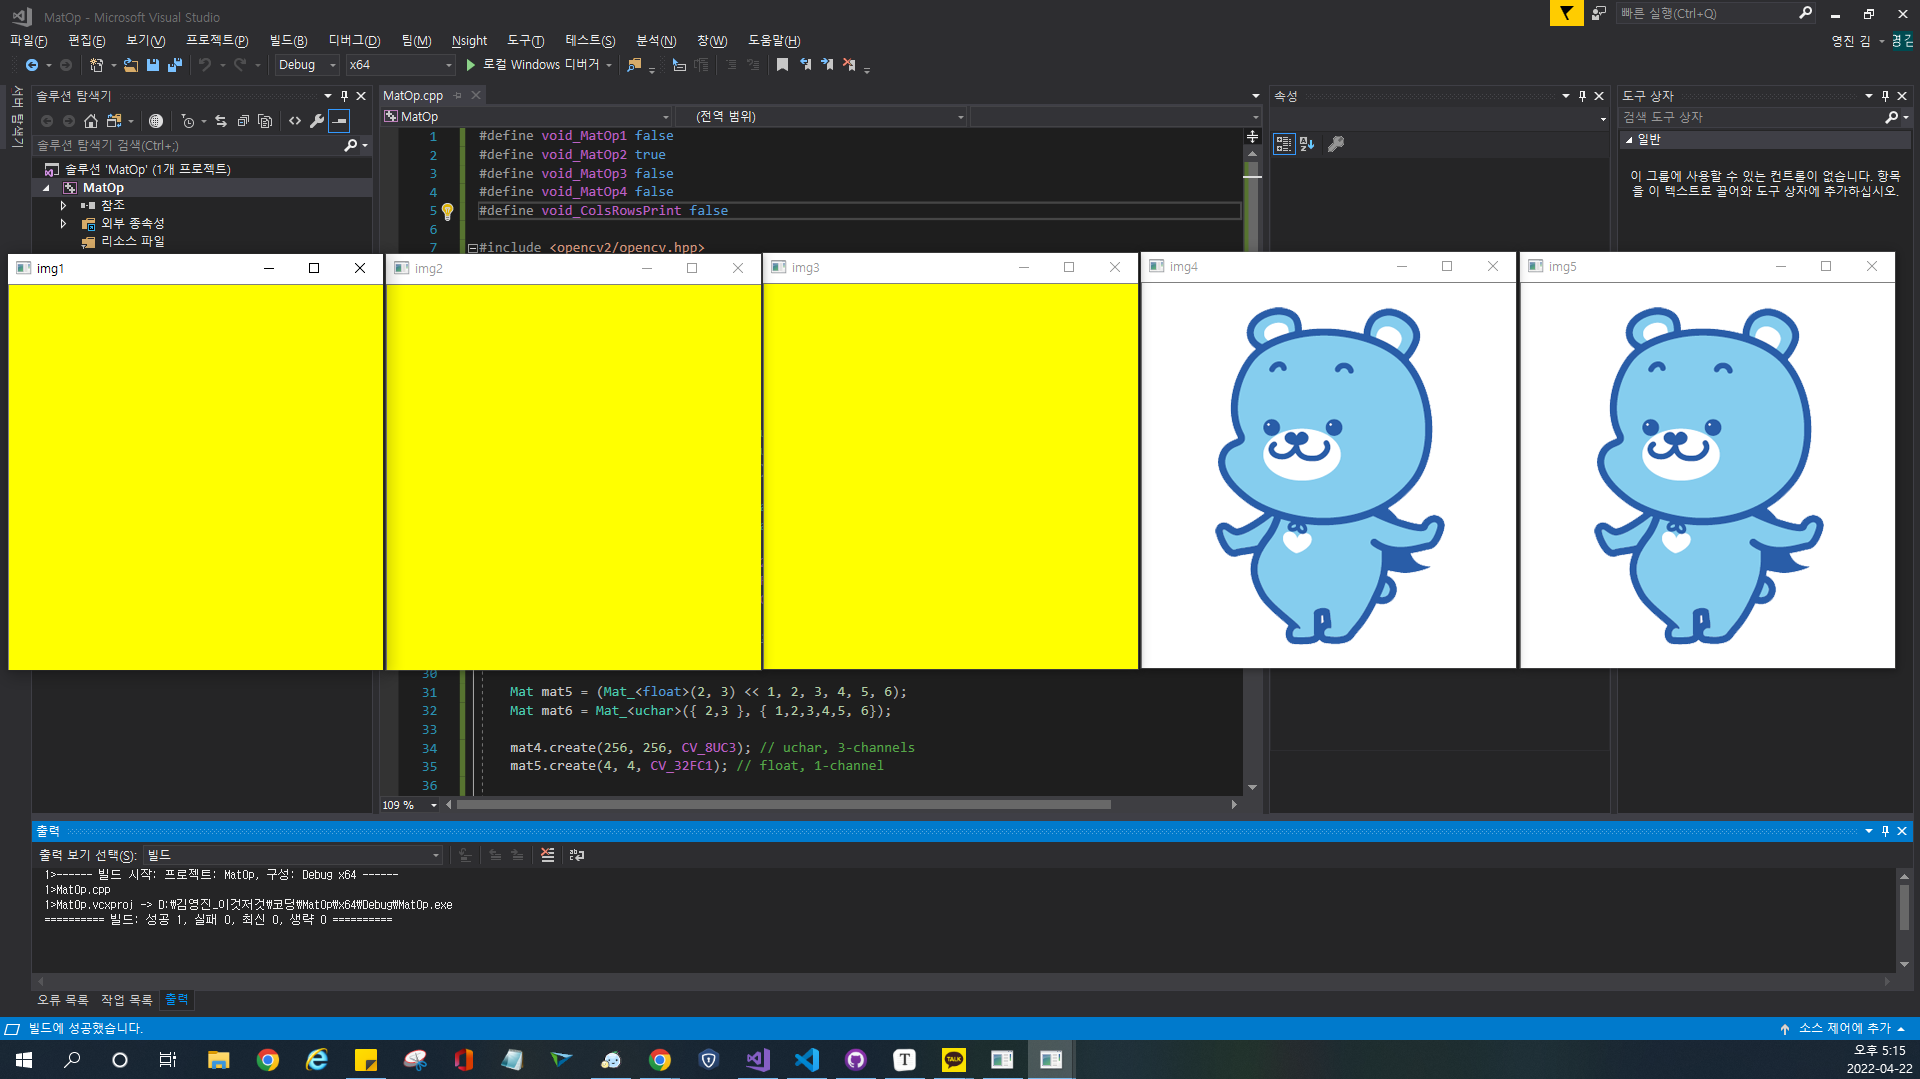 MatOp - Microsoft Visual Studio
빠른 실행(Ctrl+Q)
파일(F) 편집(E) 보기(V) 프로젝트(P) 빌드(B) 디버그(D) 팀(M) Nsight 도구(T) 테스트(S) 분석(N) 창(W) 도움말(H)
영진 김
영김
Debug x64 로컬 Windows 디버거
서버 탐색기
솔루션 탐색기
솔루션 탐색기 검색(Ctrl+;)
솔루션 'MatOp' (1개 프로젝트)
MatOp
참조
외부 종속성
리소스 파일
MatOp.cpp
MatOp (전역 범위)
1 #define void_MatOp1 false
2 #define void_MatOp2 true
3 #define void_MatOp3 false
4 #define void_MatOp4 false
5 #define void_ColsRowsPrint false
6
7 #include <opencv2/opencv.hpp>
속성
도구 상자
검색 도구 상자
일반
이 그룹에 사용할 수 있는 컨트롤이 없습니다. 항목
을 이 텍스트로 끌어와 도구 상자에 추가하십시오.
img1
img2
img3
img4
img5
30
31 Mat mat5 = (Mat_<float>(2, 3) << 1, 2, 3, 4, 5, 6);
32 Mat mat6 = Mat_<uchar>({ 2,3 }, { 1,2,3,4,5, 6});
33
34 mat4.create(256, 256, CV_8UC3); // uchar, 3-channels
35 mat5.create(4, 4, CV_32FC1); // float, 1-channel
36
109 %
출력
출력 보기 선택(S): 빌드
1>------ 빌드 시작: 프로젝트: MatOp, 구성: Debug x64 ------
1>MatOp.cpp
1>MatOp.vcxproj -> D:\김영진_이것저것\코딩\MatOp\x64\Debug\MatOp.exe
========== 빌드: 성공 1, 실패 0, 최신 0, 생략 0 ==========
오류 목록 작업 목록 출력
빌드에 성공했습니다.
소스 제어에 추가
T
TALK
오후 5:15
2022-04-22